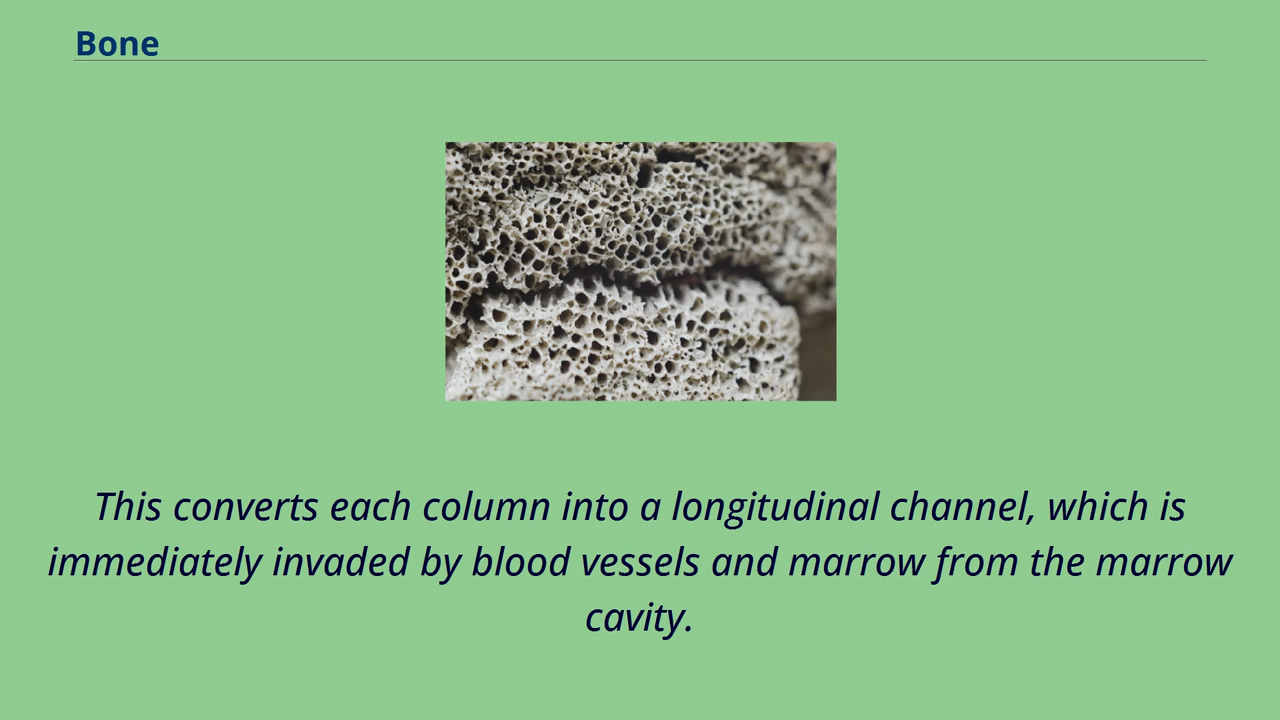 Bone
This converts each column into a longitudinal channel, which is
immediately invaded by blood vessels and marrow from the marrow
cavity.